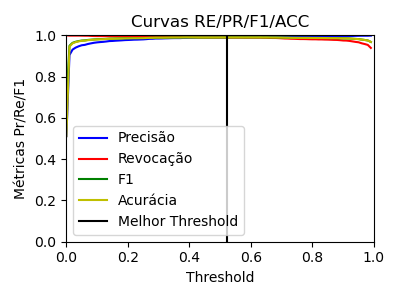 Curvas RE/PR/F1/ACC
Métricas Pr/Re/F1
1.0
0.8
0.6
0.4
0.2
0.0
Precisão
Revocação
F1
Acurácia
Melhor Threshold
0.0 0.2 0.4 0.6 0.8 1.0
Threshold